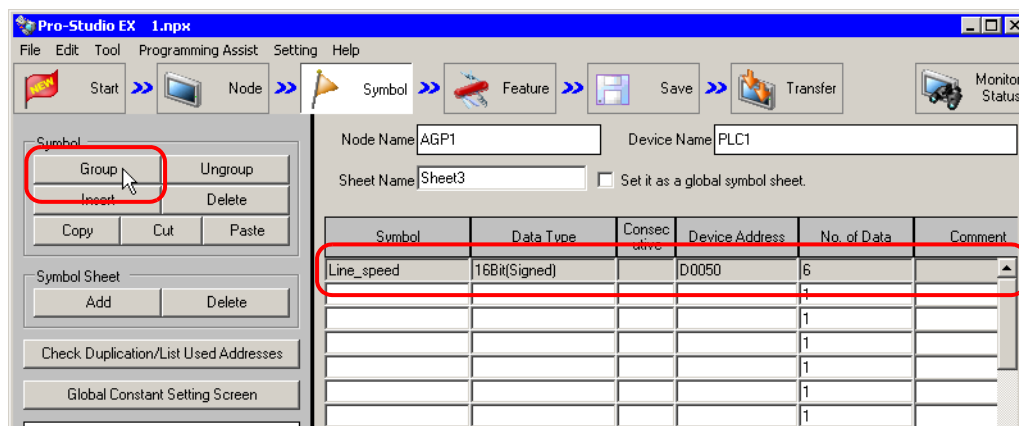 Pro-Studio EX 1.npx
File Edit Tool Programming Assist Setting Help
NEW Start Node Symbol Feature Save Transfer Monitor Status
Symbol
Group Ungroup
Insert Delete
Copy Cut Paste
Symbol Sheet
Add Delete
Check Duplication/List Used Addresses
Global Constant Setting Screen
Node Name AGP1 Device Name PLC1
Sheet Name Sheet3 Set it as a global symbol sheet.
Symbol Data Type Consecutive Device Address No. of Data Comment
Line_speed 16Bit(Signed) D0050 6
1
1
1
1
1
1